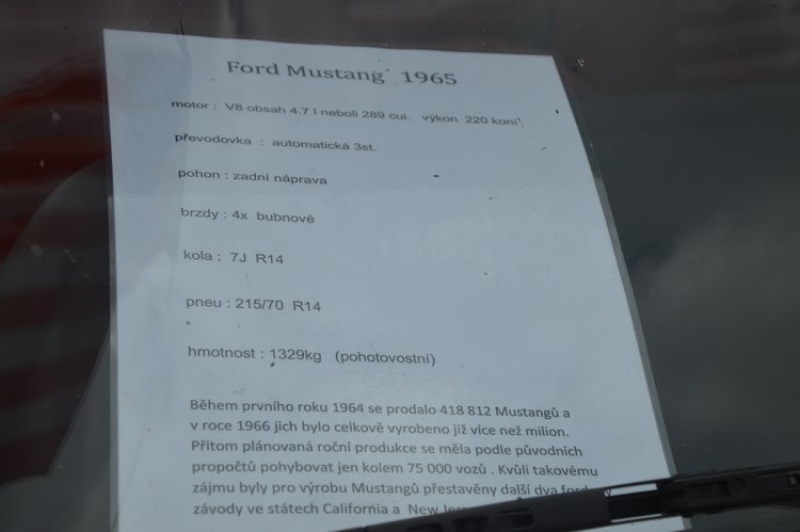 Ford Mustang´ 1965
motor : V8 obsah 4.7 l neboli 289 cui. výkon 220 koní
převodovka : automatická 3st.
pohon : zadní náprava
brzdy : 4x bubnové
kola : 7J R14
pneu : 215/70 R14
hmotnost : 1329kg (pohotovostní)
Během prvního roku 1964 se prodalo 418 812 Mustangů a
v roce 1966 jich bylo celkově vyrobeno již více než milion.
Přitom plánovaná roční produkce se měla podle původních
propočtů pohybovat jen kolem 75 000 vozů . Kvůli takovému
zájmu byly pro výrobu Mustangů přestavěny další dva
závody ve státech California a New